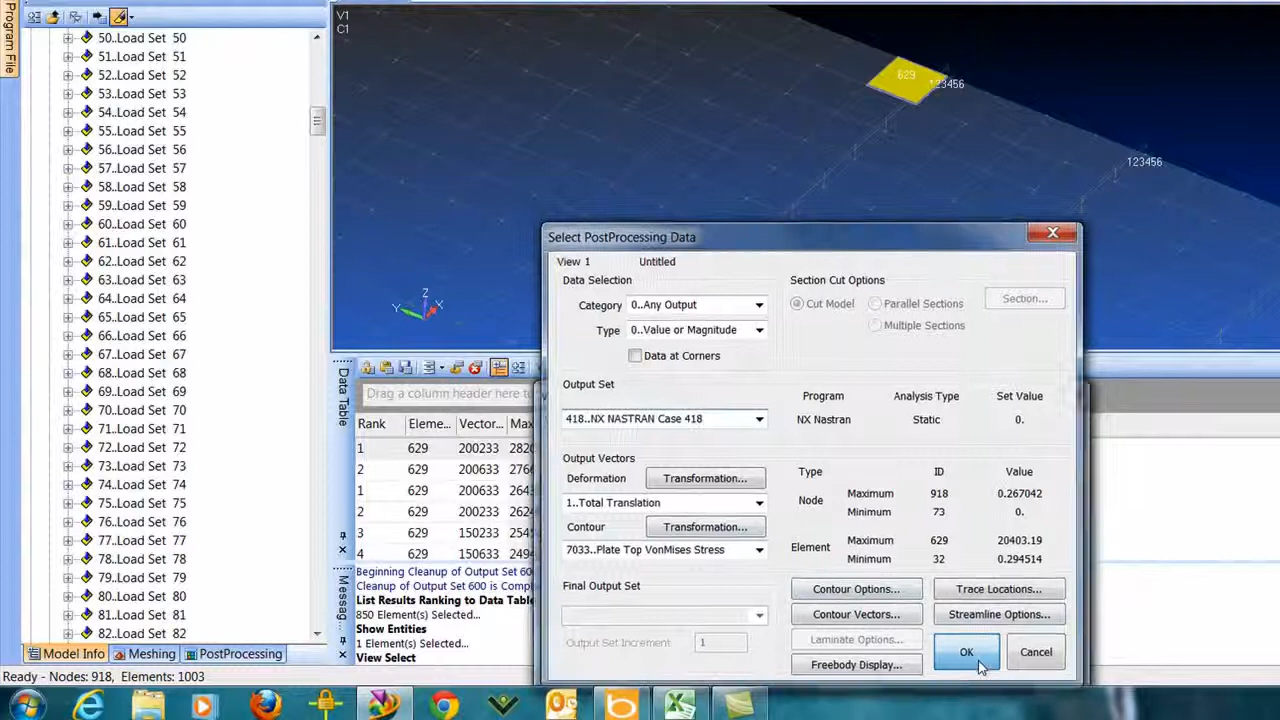 Program File
50..Load Set 50
51..Load Set 51
52..Load Set 52
53..Load Set 53
54..Load Set 54
55..Load Set 55
56..Load Set 56
57..Load Set 57
58..Load Set 58
59..Load Set 59
60..Load Set 60
61..Load Set 61
62..Load Set 62
63..Load Set 63
64..Load Set 64
65..Load Set 65
66..Load Set 66
67..Load Set 67
68..Load Set 68
69..Load Set 69
70..Load Set 70
71..Load Set 71
72..Load Set 72
73..Load Set 73
74..Load Set 74
75..Load Set 75
76..Load Set 76
77..Load Set 77
78..Load Set 78
79..Load Set 79
80..Load Set 80
81..Load Set 81
82..Load Set 82
Model Info Meshing PostProcessing
Ready - Nodes: 918, Elements: 1003
V1
C1
629
123456
123456
Z
Y X
Data Table
Drag a column header here to
Rank Eleme... Vector...
1 629 200233
2 629 200633
1 629 200633
2 629 200233
3 629 150233
4 629 150633
Messag...
Beginning Cleanup of Output Set 600
Cleanup of Output Set 600 is
List Results Ranking to Data Table
850 Element(s) Selected...
Show Entities
1 Element(s) Selected...
View Select
Select PostProcessing Data
View 1 Untitled
Data Selection
Category 0..Any Output
Type 0..Value or Magnitude
Data at Corners
Section Cut Options
Cut Model Parallel Sections
Multiple Sections
Section...
Output Set
418..NX NASTRAN Case 418
Program Analysis Type Set Value
NX Nastran Static 0.
Output Vectors
Deformation Transformation...
1..Total Translation
Contour Transformation...
7033..Plate Top VonMises Stress
Type ID Value
Node Maximum 918 0.267042
Minimum 73 0.
Element Maximum 629 20403.19
Minimum 32 0.294514
Final Output Set
Output Set Increment 1
Contour Options... Trace Locations...
Contour Vectors... Streamline Options...
Laminate Options...
Freebody Display...
OK Cancel